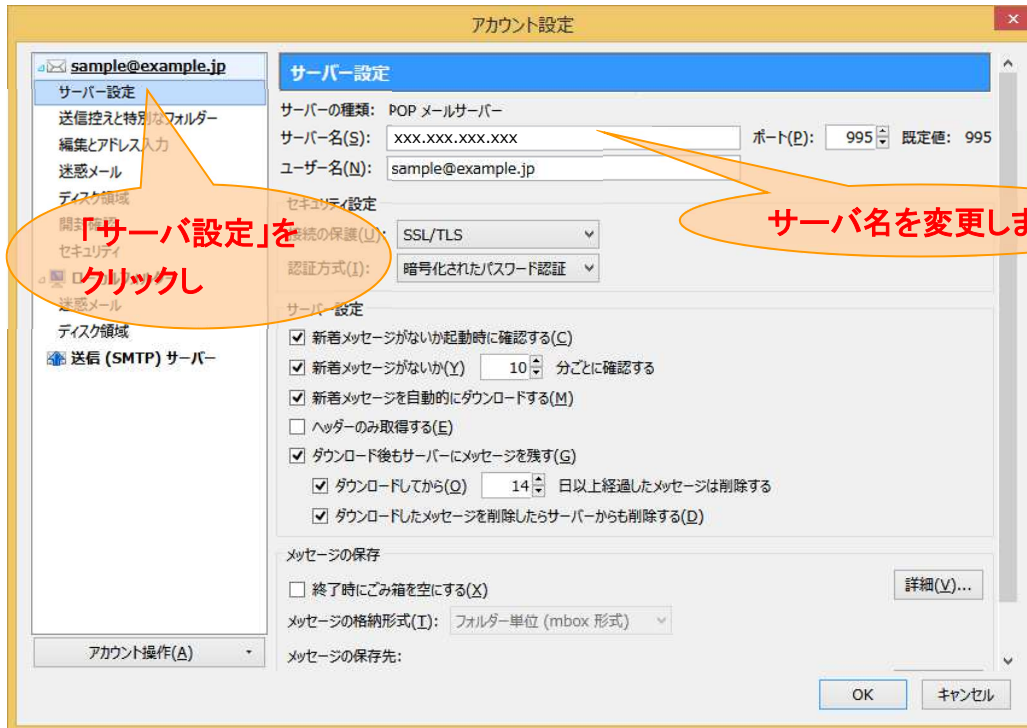 アカウント設定
sample@example.jp
サーバー設定
送信控えと特別なフォルダー
編集とアドレス入力
迷惑メール
ディスク領域
開封確認
セキュリティ
ローカルフォルダー
迷惑メール
ディスク領域
送信 (SMTP) サーバー
アカウント操作(A)
「サーバ設定」を
クリックし
サーバー設定
サーバーの種類: POP メールサーバー
サーバー名(S): xxx.xxx.xxx.xxx ポート(P): 995 既定値: 995
ユーザー名(N): sample@example.jp
サーバ名を変更しま
セキュリティ設定
接続の保護(U): SSL/TLS
認証方式(I): 暗号化されたパスワード認証
サーバー設定
新着メッセージがないか起動時に確認する(C)
新着メッセージがないか(Y) 10 分ごとに確認する
新着メッセージを自動的にダウンロードする(M)
ヘッダーのみ取得する(E)
ダウンロード後もサーバーにメッセージを残す(G)
ダウンロードしてから(O) 14 日以上経過したメッセージは削除する
ダウンロードしたメッセージを削除したらサーバーからも削除する(D)
メッセージの保存
終了時にごみ箱を空にする(X) 詳細(V)...
メッセージの格納形式(T): フォルダー単位 (mbox 形式)
メッセージの保存先:
OK キャンセル